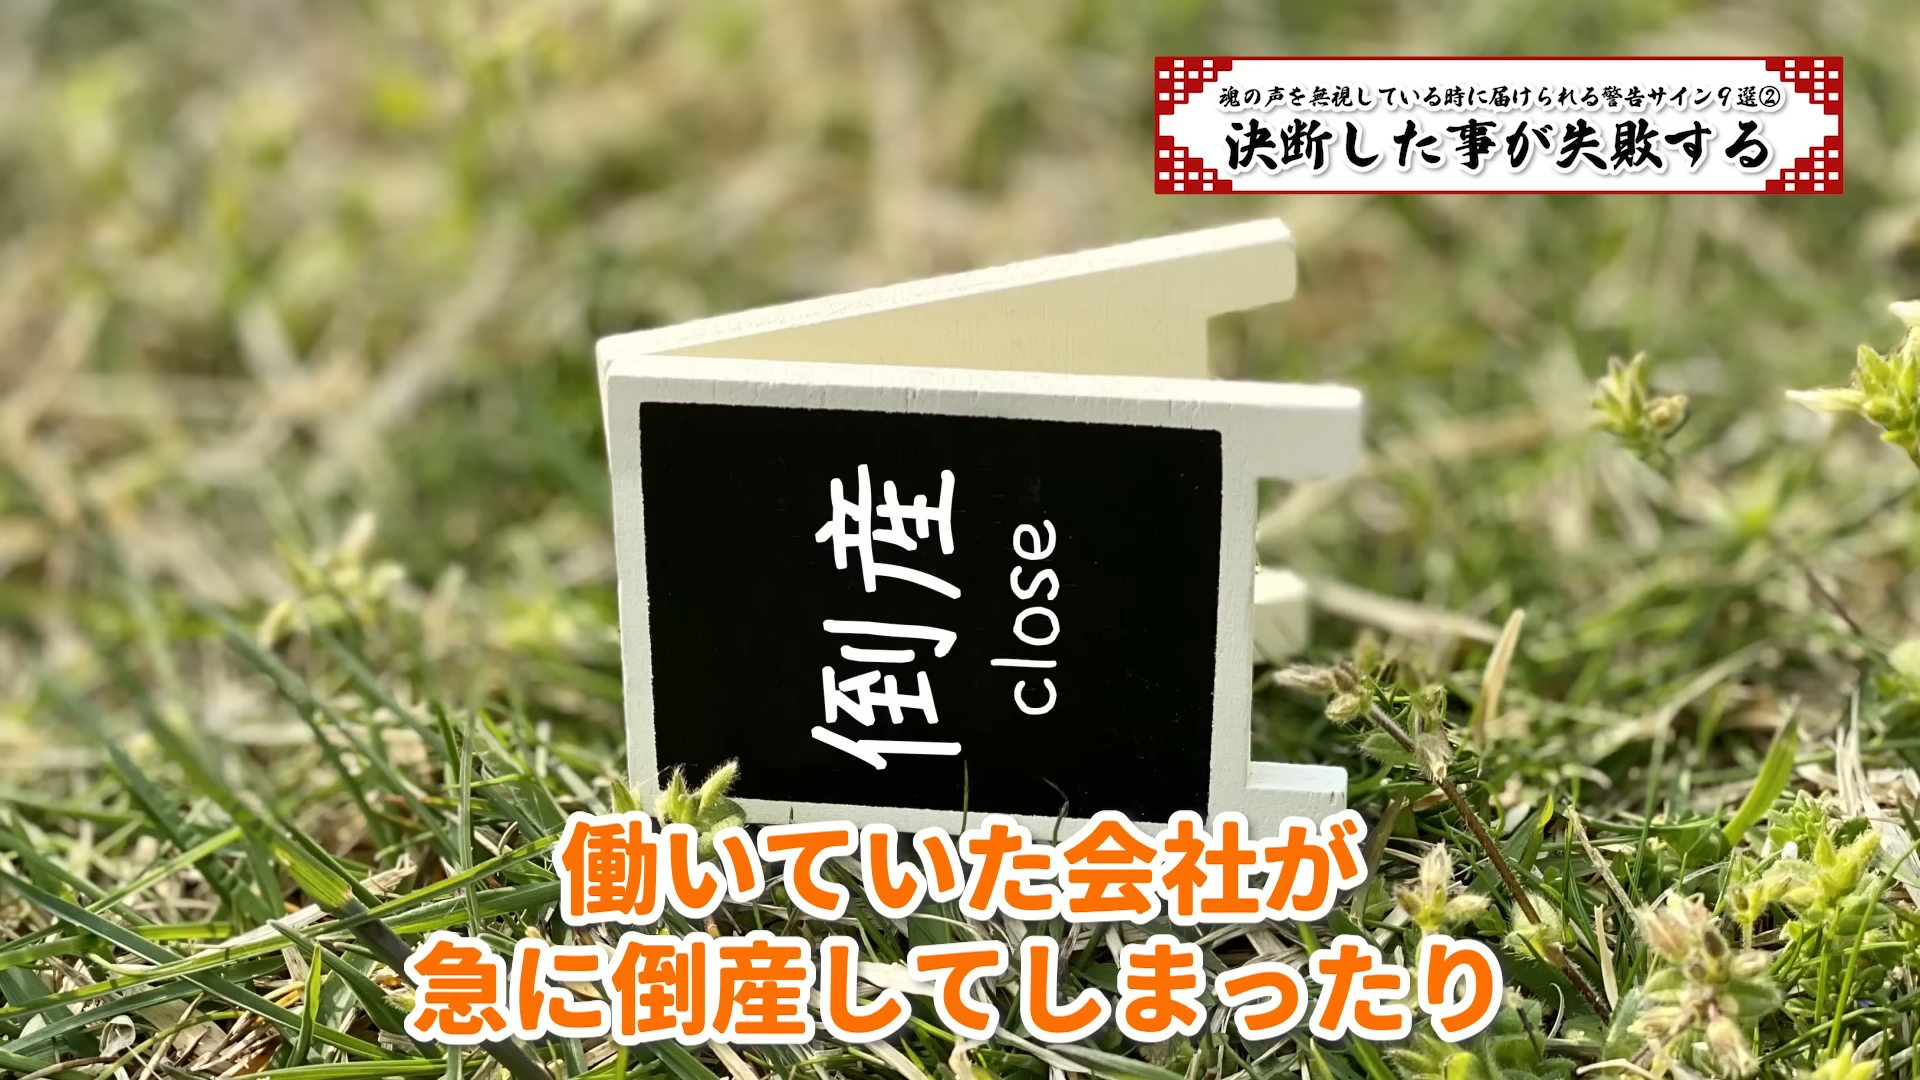 魂の声を無視している時に届けられる警告サイン9選②
決断した事が失敗する
倒産
close
働いていた会社が
急に倒産してしまったり